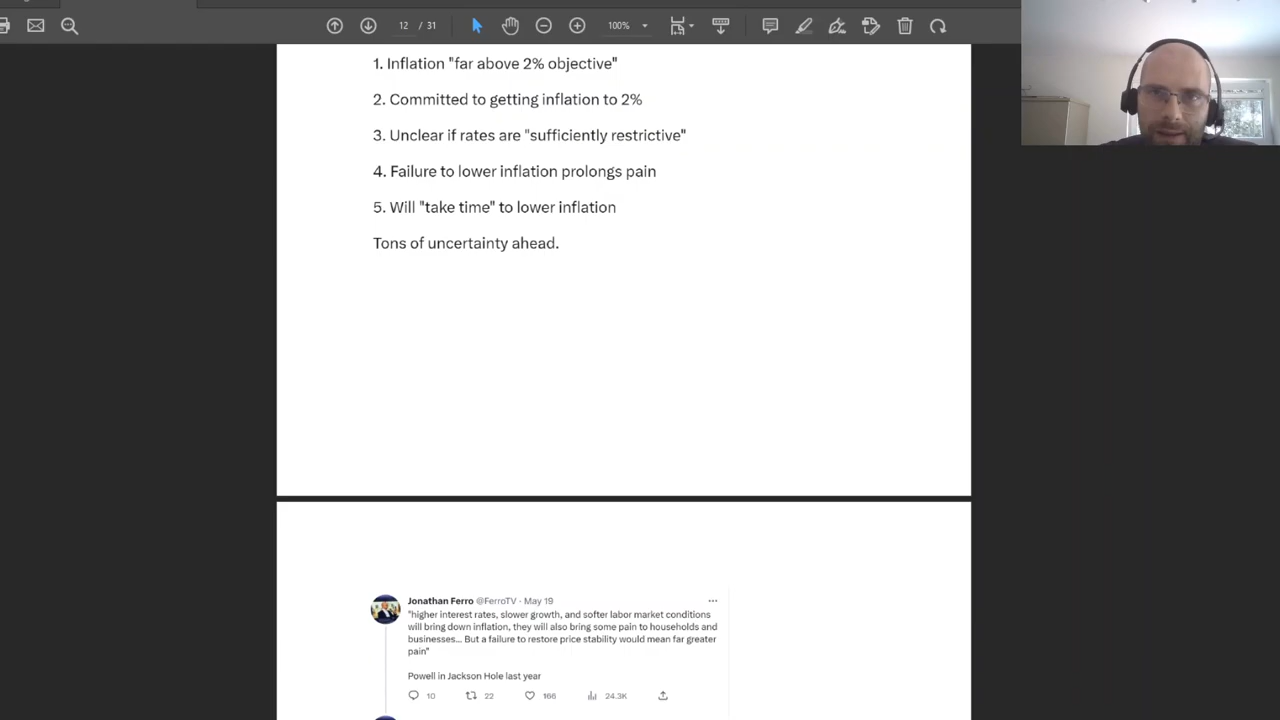 12 / 31
100%
1. Inflation "far above 2% objective"
2. Committed to getting inflation to 2%
3. Unclear if rates are "sufficiently restrictive"
4. Failure to lower inflation prolongs pain
5. Will "take time" to lower inflation
Tons of uncertainty ahead.
Jonathan Ferro @FerroTV · May 19
"higher interest rates, slower growth, and softer labor market conditions
will bring down inflation, they will also bring some pain to households and
businesses... But a failure to restore price stability would mean far greater
pain"
Powell in Jackson Hole last year
10 22 166 24.3K